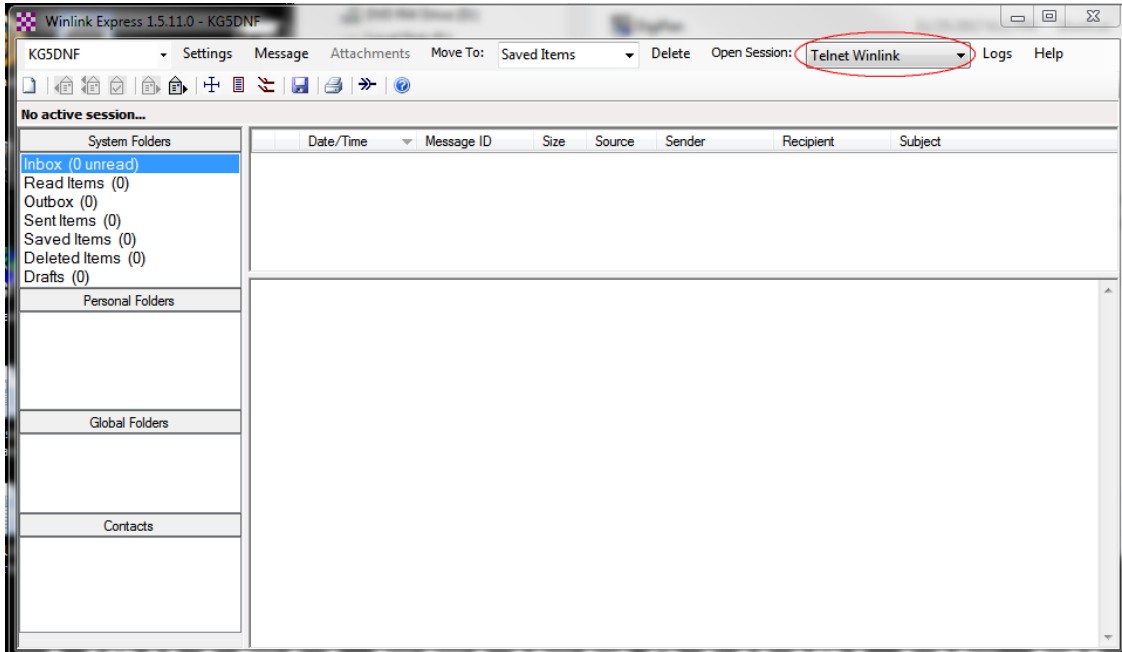 Winlink Express 1.5.11.0 - KG5DNF
KG5DNF Settings Message Attachments Move To: Saved Items Delete Open Session: Telnet Winlink Logs Help
No active session...
System Folders
Inbox (0 unread)
Read Items (0)
Outbox (0)
Sent Items (0)
Saved Items (0)
Deleted Items (0)
Drafts (0)
Personal Folders
Global Folders
Contacts
Date/Time Message ID Size Source Sender Recipient Subject